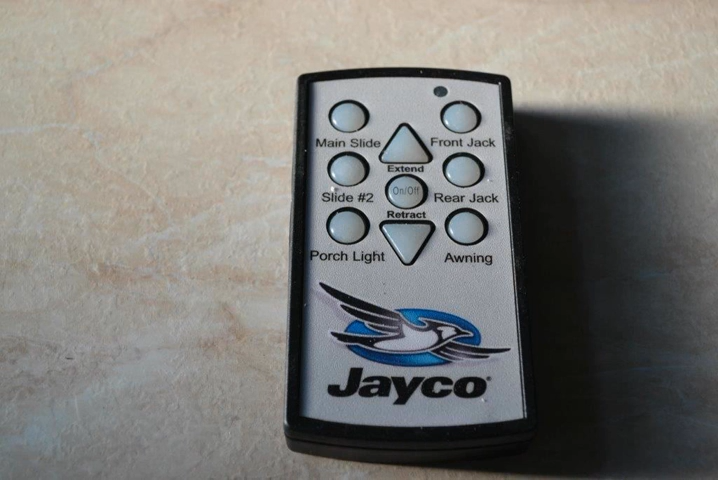 Main Slide
Front Jack
Extend
On/Off
Slide #2
Rear Jack
Retract
Porch Light
Awning
Jayco